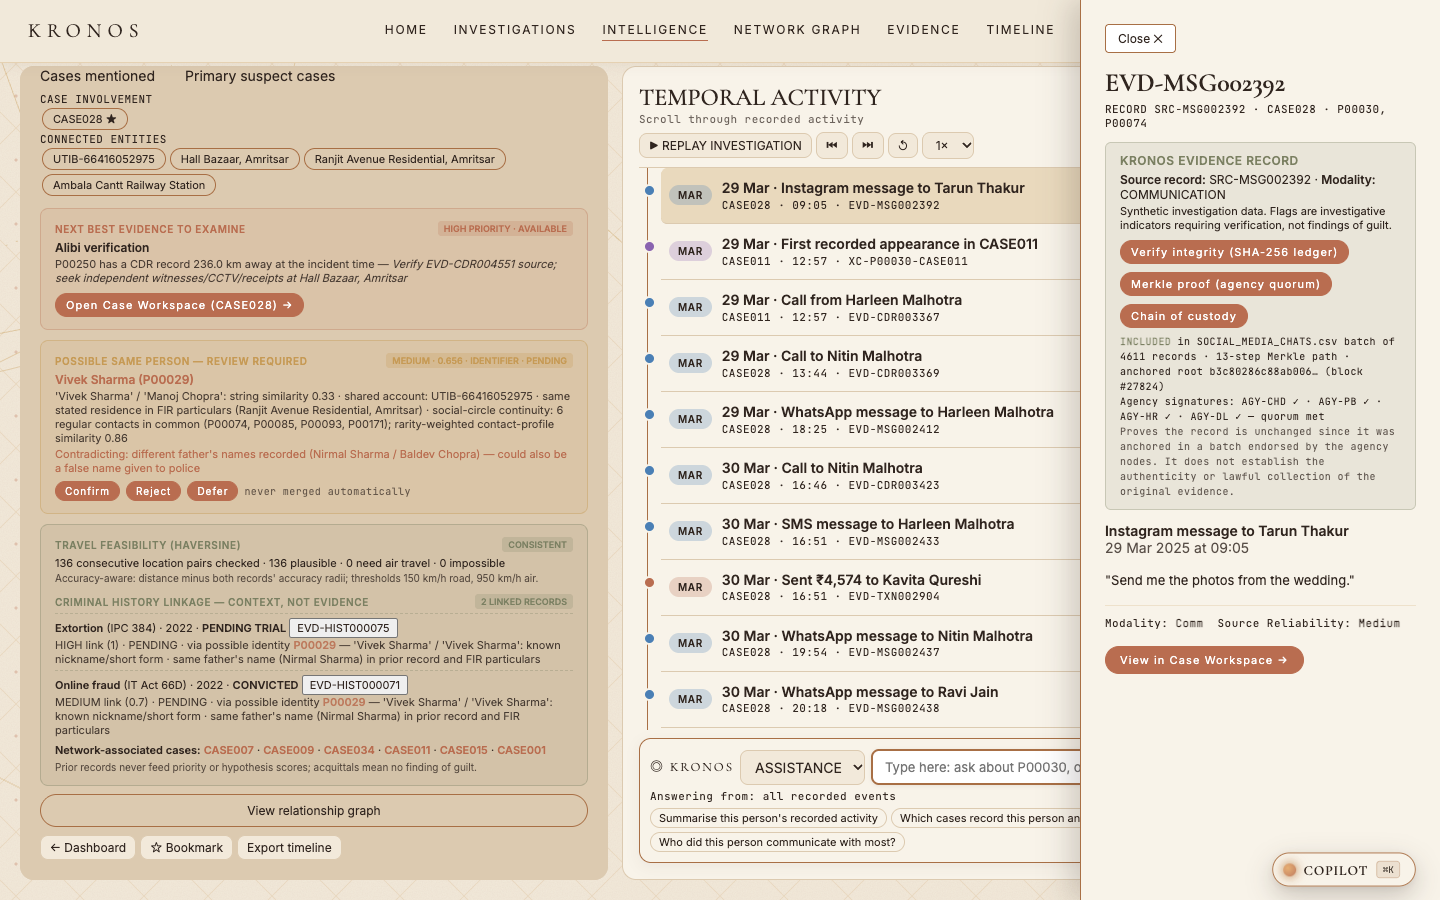 KRONOS
HOME INVESTIGATIONS INTELLIGENCE NETWORK GRAPH EVIDENCE TIMELINE
Cases mentioned Primary suspect cases
CASE INVOLVEMENT
CASE028 ★
CONNECTED ENTITIES
UTIB-66416052975 Hall Bazaar, Amritsar Ranjit Avenue Residential, Amritsar
Ambala Cantt Railway Station
NEXT BEST EVIDENCE TO EXAMINE HIGH PRIORITY · AVAILABLE
Alibi verification
P00250 has a CDR record 236.0 km away at the incident time — Verify EVD-CDR004551 source;
seek independent witnesses/CCTV/receipts at Hall Bazaar, Amritsar
Open Case Workspace (CASE028) →
POSSIBLE SAME PERSON — REVIEW REQUIRED MEDIUM · 0.656 · IDENTIFIER · PENDING
Vivek Sharma (P00029)
'Vivek Sharma' / 'Manoj Chopra': string similarity 0.33 · shared account: UTIB-66416052975 · same
stated residence in FIR particulars (Ranjit Avenue Residential, Amritsar) · social-circle continuity: 6
regular contacts in common (P00074, P00085, P00093, P00171); rarity-weighted contact-profile
similarity 0.86
Contradicting: different father's names recorded (Nirmal Sharma / Baldev Chopra) — could also be
a false name given to police
Confirm Reject Defer never merged automatically
TRAVEL FEASIBILITY (HAVERSINE) CONSISTENT
136 consecutive location pairs checked · 136 plausible · 0 need air travel · 0 impossible
Accuracy-aware: distance minus both records' accuracy radii; thresholds 150 km/h road, 950 km/h air.
CRIMINAL HISTORY LINKAGE — CONTEXT, NOT EVIDENCE 2 LINKED RECORDS
Extortion (IPC 384) · 2022 · PENDING TRIAL EVD-HIST000075
HIGH link (1) · PENDING · via possible identity P00029 — 'Vivek Sharma' / 'Vivek Sharma': known
nickname/short form · same father's name (Nirmal Sharma) in prior record and FIR particulars
Online fraud (IT Act 66D) · 2022 · CONVICTED EVD-HIST000071
MEDIUM link (0.7) · PENDING · via possible identity P00029 — 'Vivek Sharma' / 'Vivek Sharma':
known nickname/short form · same father's name (Nirmal Sharma) in prior record and FIR
particulars
Network-associated cases: CASE007 · CASE009 · CASE034 · CASE011 · CASE015 · CASE001
Prior records never feed priority or hypothesis scores; acquittals mean no finding of guilt.
View relationship graph
← Dashboard ☆ Bookmark Export timeline
TEMPORAL ACTIVITY
Scroll through recorded activity
▶ REPLAY INVESTIGATION ⏮ ⏭ ↺ 1×
MAR 29 Mar · Instagram message to Tarun Thakur
CASE028 · 09:05 · EVD-MSG002392
MAR 29 Mar · First recorded appearance in CASE011
CASE011 · 12:57 · XC-P00030-CASE011
MAR 29 Mar · Call from Harleen Malhotra
CASE011 · 12:57 · EVD-CDR003367
MAR 29 Mar · Call to Nitin Malhotra
CASE028 · 13:44 · EVD-CDR003369
MAR 29 Mar · WhatsApp message to Harleen Malhotra
CASE028 · 18:25 · EVD-MSG002412
MAR 30 Mar · Call to Nitin Malhotra
CASE028 · 16:46 · EVD-CDR003423
MAR 30 Mar · SMS message to Harleen Malhotra
CASE028 · 16:51 · EVD-MSG002433
MAR 30 Mar · Sent ₹4,574 to Kavita Qureshi
CASE028 · 16:51 · EVD-TXN002904
MAR 30 Mar · WhatsApp message to Nitin Malhotra
CASE028 · 19:54 · EVD-MSG002437
MAR 30 Mar · WhatsApp message to Ravi Jain
CASE028 · 20:18 · EVD-MSG002438
KRONOS ASSISTANCE Type here: ask about P00030, o
Answering from: all recorded events
Summarise this person's recorded activity Which cases record this person an
Who did this person communicate with most?
Close ✕
EVD-MSG002392
RECORD SRC-MSG002392 · CASE028 · P00030,
P00074
KRONOS EVIDENCE RECORD
Source record: SRC-MSG002392 · Modality:
COMMUNICATION
Synthetic investigation data. Flags are investigative
indicators requiring verification, not findings of guilt.
Verify integrity (SHA-256 ledger)
Merkle proof (agency quorum)
Chain of custody
INCLUDED in SOCIAL_MEDIA_CHATS.csv batch of
4611 records · 13-step Merkle path ·
anchored root b3c80286c88ab006… (block
#27824)
Agency signatures: AGY-CHD ✓ · AGY-PB ✓ ·
AGY-HR ✓ · AGY-DL ✓ — quorum met
Proves the record is unchanged since it was
anchored in a batch endorsed by the agency
nodes. It does not establish the
authenticity or lawful collection of the
original evidence.
Instagram message to Tarun Thakur
29 Mar 2025 at 09:05
"Send me the photos from the wedding."
Modality: Comm Source Reliability: Medium
View in Case Workspace →
COPILOT ⌘K